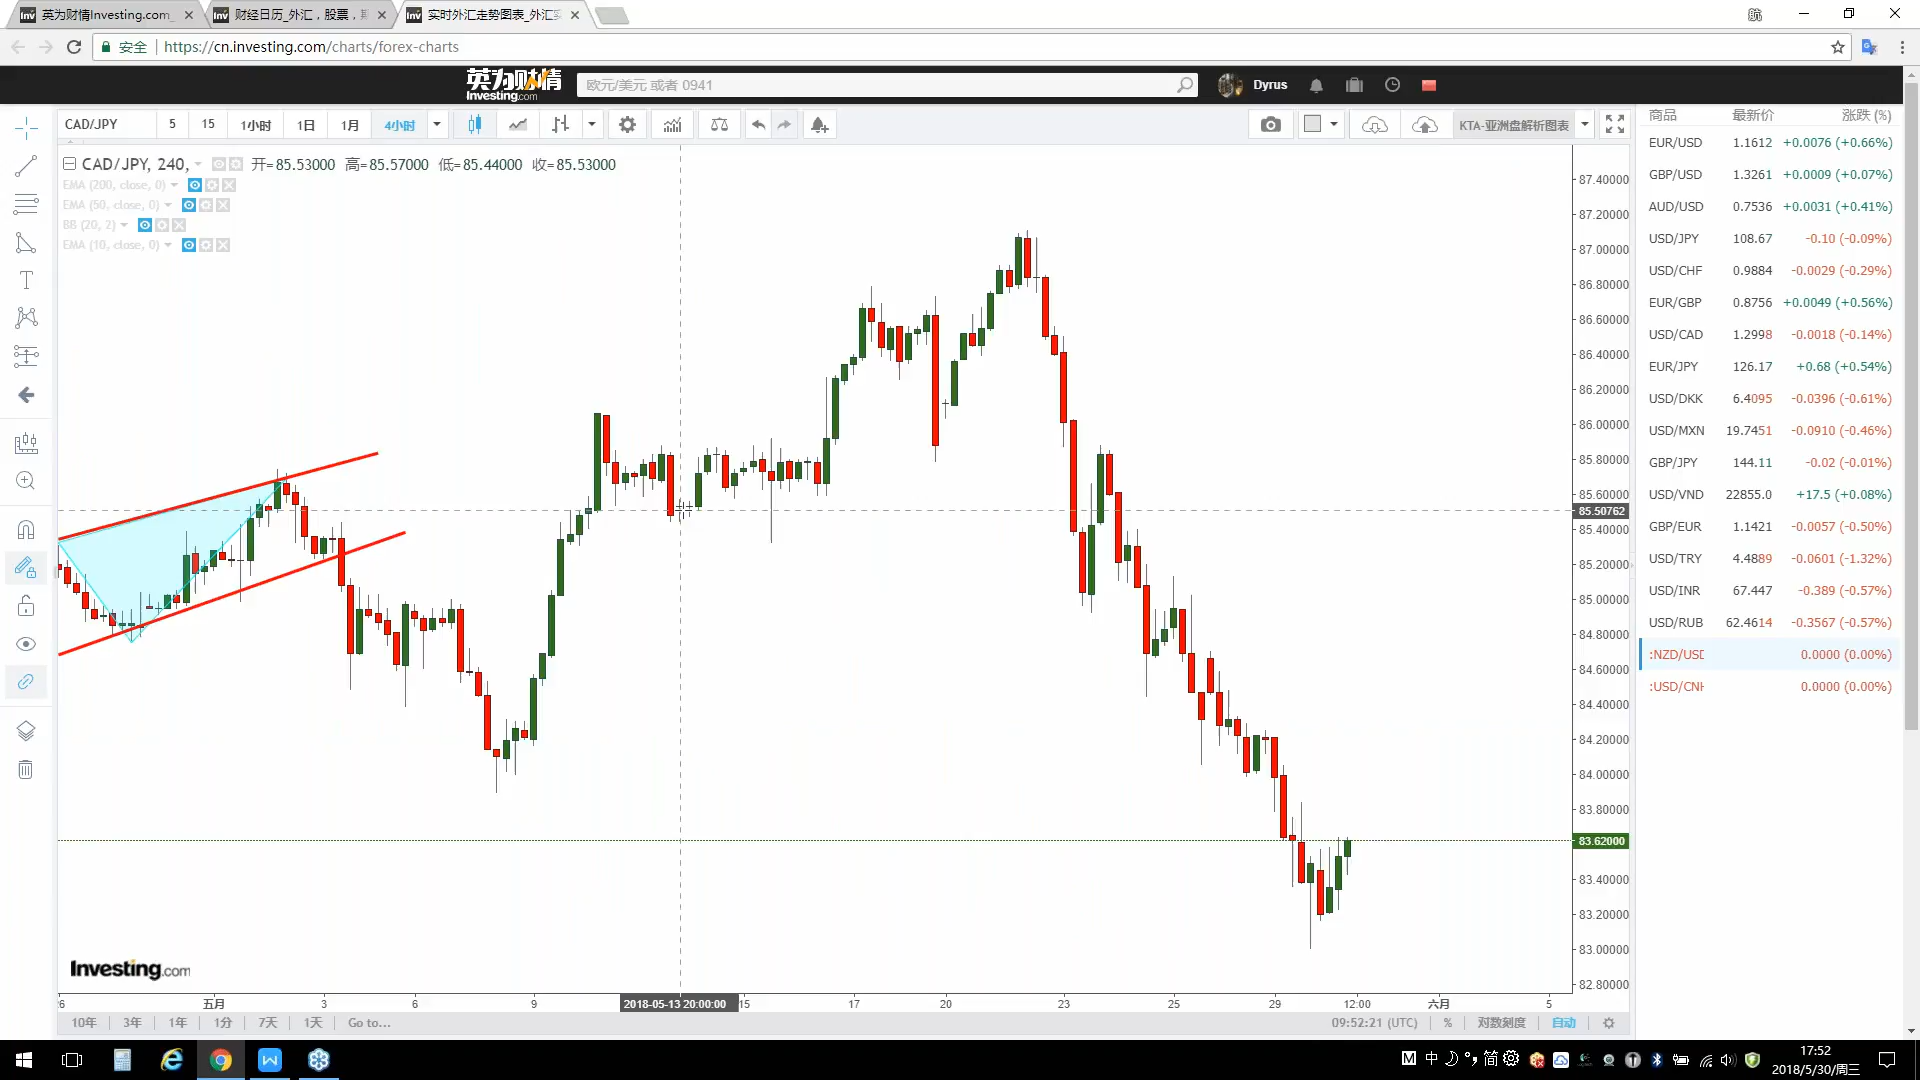 英为财情Investing.com_
财经日历_外汇，股票，期
实时外汇走势图表_外汇实
航
安全
https://cn.investing.com/charts/forex-charts
英为财情
Investing.com
欧元/美元 或者 0941
Dyrus
CAD/JPY 5 15 1小时 1日 1月 4小时
KTA-亚洲盘解析图表
CAD/JPY, 240, 开=85.53000 高=85.57000 低=85.44000 收=85.53000
EMA (200, close, 0)
EMA (50, close, 0)
BB (20, 2)
EMA (10, close, 0)
87.40000
87.20000
87.00000
86.80000
86.60000
86.40000
86.20000
86.00000
85.80000
85.60000
85.50762
85.40000
85.20000
85.00000
84.80000
84.60000
84.40000
84.20000
84.00000
83.80000
83.62000
83.40000
83.20000
83.00000
82.80000
商品 最新价 涨跌 (%)
EUR/USD 1.1612 +0.0076 (+0.66%)
GBP/USD 1.3261 +0.0009 (+0.07%)
AUD/USD 0.7536 +0.0031 (+0.41%)
USD/JPY 108.67 -0.10 (-0.09%)
USD/CHF 0.9884 -0.0029 (-0.29%)
EUR/GBP 0.8756 +0.0049 (+0.56%)
USD/CAD 1.2998 -0.0018 (-0.14%)
EUR/JPY 126.17 +0.68 (+0.54%)
USD/DKK 6.4095 -0.0396 (-0.61%)
USD/MXN 19.7451 -0.0910 (-0.46%)
GBP/JPY 144.11 -0.02 (-0.01%)
USD/VND 22855.0 +17.5 (+0.08%)
GBP/EUR 1.1421 -0.0057 (-0.50%)
USD/TRY 4.4889 -0.0601 (-1.32%)
USD/INR 67.447 -0.389 (-0.57%)
USD/RUB 62.4614 -0.3567 (-0.57%)
:NZD/USD 0.0000 (0.00%)
:USD/CNH 0.0000 (0.00%)
Investing.com
26 五月 3 6 9 2018-05-13 20:00:00 15 17 20 23 25 29 12:00 六月 5
10年 3年 1年 1分 7天 1天 Go to... 09:52:21 (UTC) % 对数刻度 自动
M 中 简
17:52
2018/5/30/周三